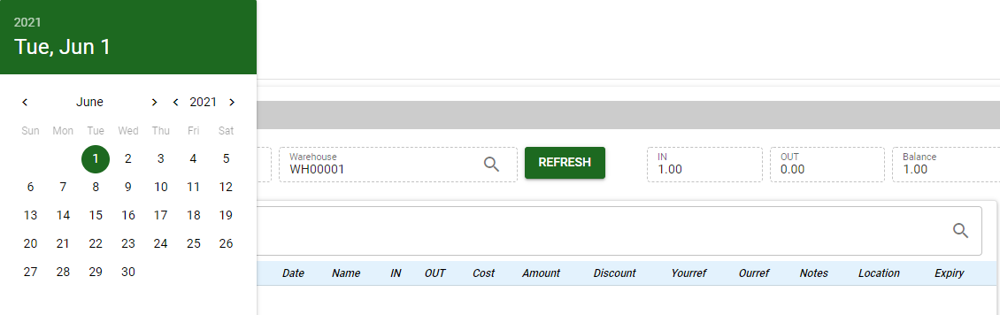 2021
Tue, Jun 1
June 2021
Sun Mon Tue Wed Thu Fri Sat
1 2 3 4 5
6 7 8 9 10 11 12
13 14 15 16 17 18 19
20 21 22 23 24 25 26
27 28 29 30
Warehouse
WH00001
REFRESH
IN
1.00
OUT
0.00
Balance
1.00
Date Name IN OUT Cost Amount Discount Yourref Ourref Notes Location Expiry